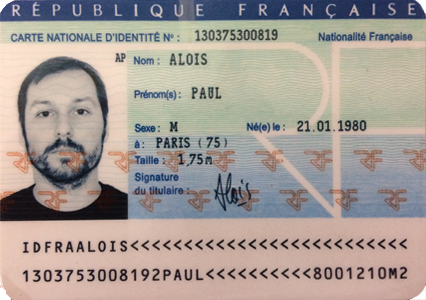 RÉPUBLIQUE FRANÇAISE
CARTE NATIONALE D'IDENTITÉ Nº : 130375300819 Nationalité Française
AP Nom : ALOIS
Prénom(s) : PAUL
Sexe : M Né(e) le : 21.01.1980
à : PARIS (75)
Taille : 1,75m
Signature
du titulaire : Alois
IDFRAALOIS<<<<<<<<<<<<<<<<<<<<<<<<<<
1303753008192PAUL<<<<<<<<<<8001210M2